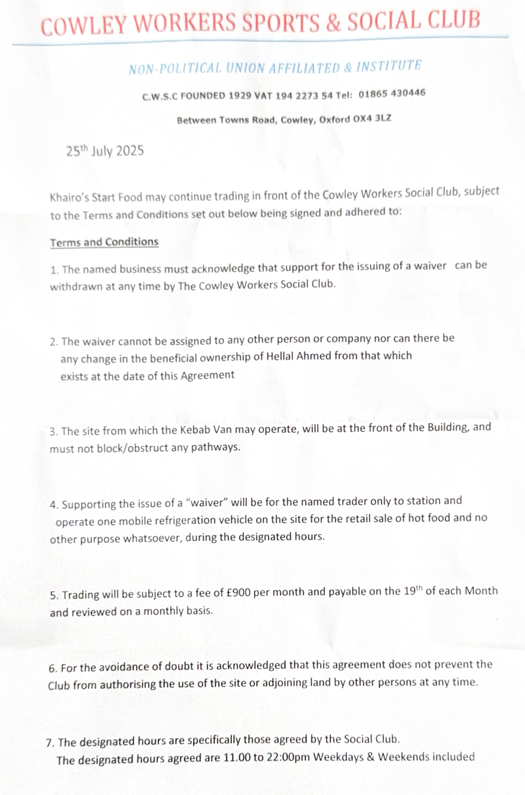 COWLEY WORKERS SPORTS & SOCIAL CLUB
NON-POLITICAL UNION AFFILIATED & INSTITUTE
C.W.S.C FOUNDED 1929 VAT 194 2273 54 Tel: 01865 430446
Between Towns Road, Cowley, Oxford OX4 3LZ
25th July 2025
Khairo's Start Food may continue trading in front of the Cowley Workers Social Club, subject
to the Terms and Conditions set out below being signed and adhered to:
Terms and Conditions
1. The named business must acknowledge that support for the issuing of a waiver can be
withdrawn at any time by The Cowley Workers Social Club.
2. The waiver cannot be assigned to any other person or company nor can there be
any change in the beneficial ownership of Hellal Ahmed from that which
exists at the date of this Agreement
3. The site from which the Kebab Van may operate, will be at the front of the Building, and
must not block/obstruct any pathways.
4. Supporting the issue of a "waiver" will be for the named trader only to station and
operate one mobile refrigeration vehicle on the site for the retail sale of hot food and no
other purpose whatsoever, during the designated hours.
5. Trading will be subject to a fee of £900 per month and payable on the 19th of each Month
and reviewed on a monthly basis.
6. For the avoidance of doubt it is acknowledged that this agreement does not prevent the
Club from authorising the use of the site or adjoining land by other persons at any time.
7. The designated hours are specifically those agreed by the Social Club.
The designated hours agreed are 11.00 to 22:00pm Weekdays & Weekends included